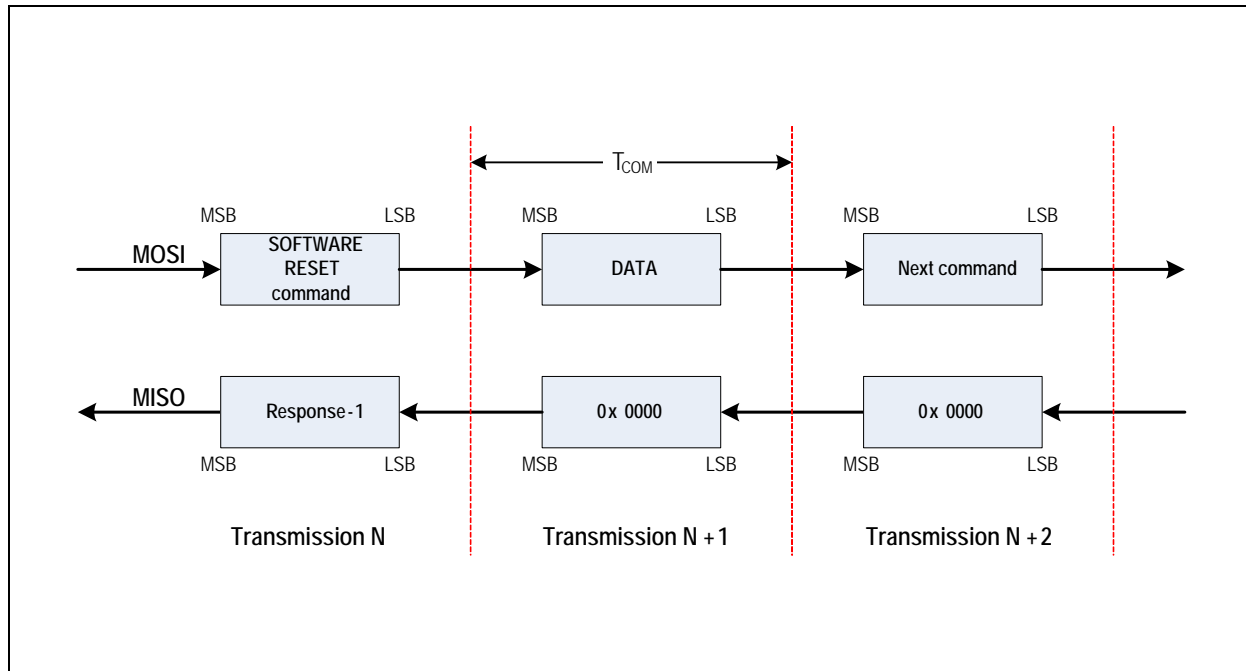 T_COM
MSB LSB MSB LSB MSB LSB
MOSI
SOFTWARE
RESET
command
DATA
Next command
MISO
Response-1
0x 0000
0x 0000
MSB LSB MSB LSB MSB LSB
Transmission N
Transmission N +1
Transmission N +2